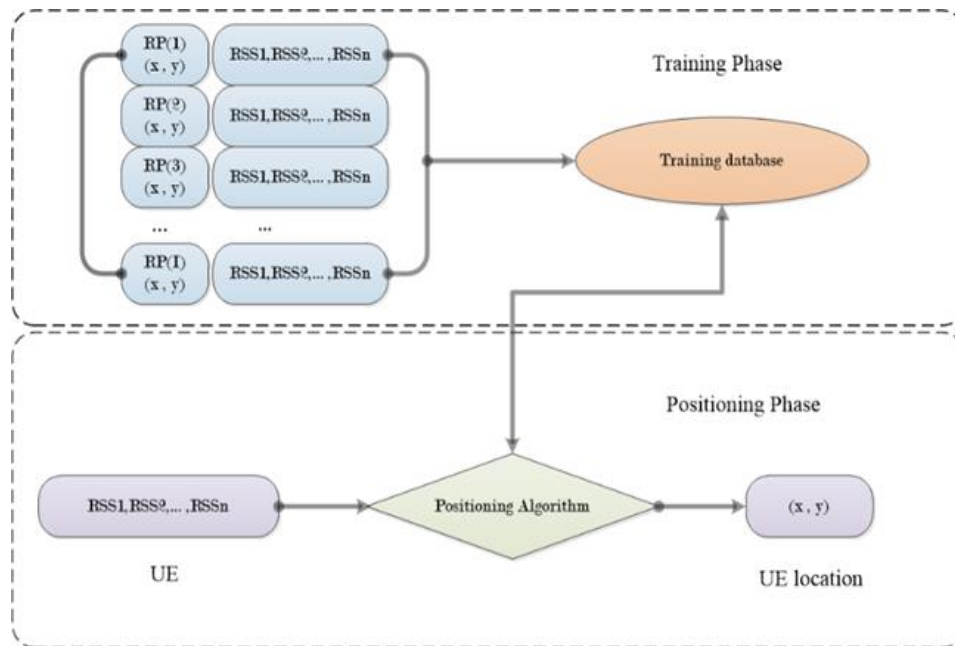 RP(1)
(x , y)
RSS1,RSS2,... ,RSSn
Training Phase
RP(2)
(x , y)
RSS1,RSS2,... ,RSSn
Training database
RP(3)
(x , y)
RSS1,RSS2,... ,RSSn
...
...
RP(I)
(x , y)
RSS1,RSS2,... ,RSSn
Positioning Phase
RSS1,RSS2,... ,RSSn
Positioning Algorithm
(x , y)
UE
UE location